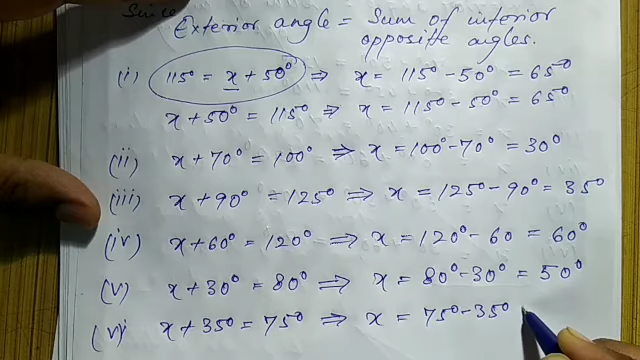 Since Exterior angle = Sum of interior
opposite angles.
(i) 115° = x + 50° ⇒ x = 115° - 50° = 65°
x + 50° = 115° ⇒ x = 115° - 50° = 65°
(ii) x + 70° = 100° ⇒ x = 100° - 70° = 30°
(iii) x + 90° = 125° ⇒ x = 125° - 90° = 35°
(iv) x + 60° = 120° ⇒ x = 120° - 60 = 60°
(v) x + 30° = 80° ⇒ x = 80° - 30° = 50°
(vi) x + 35° = 75° ⇒ x = 75° - 35°